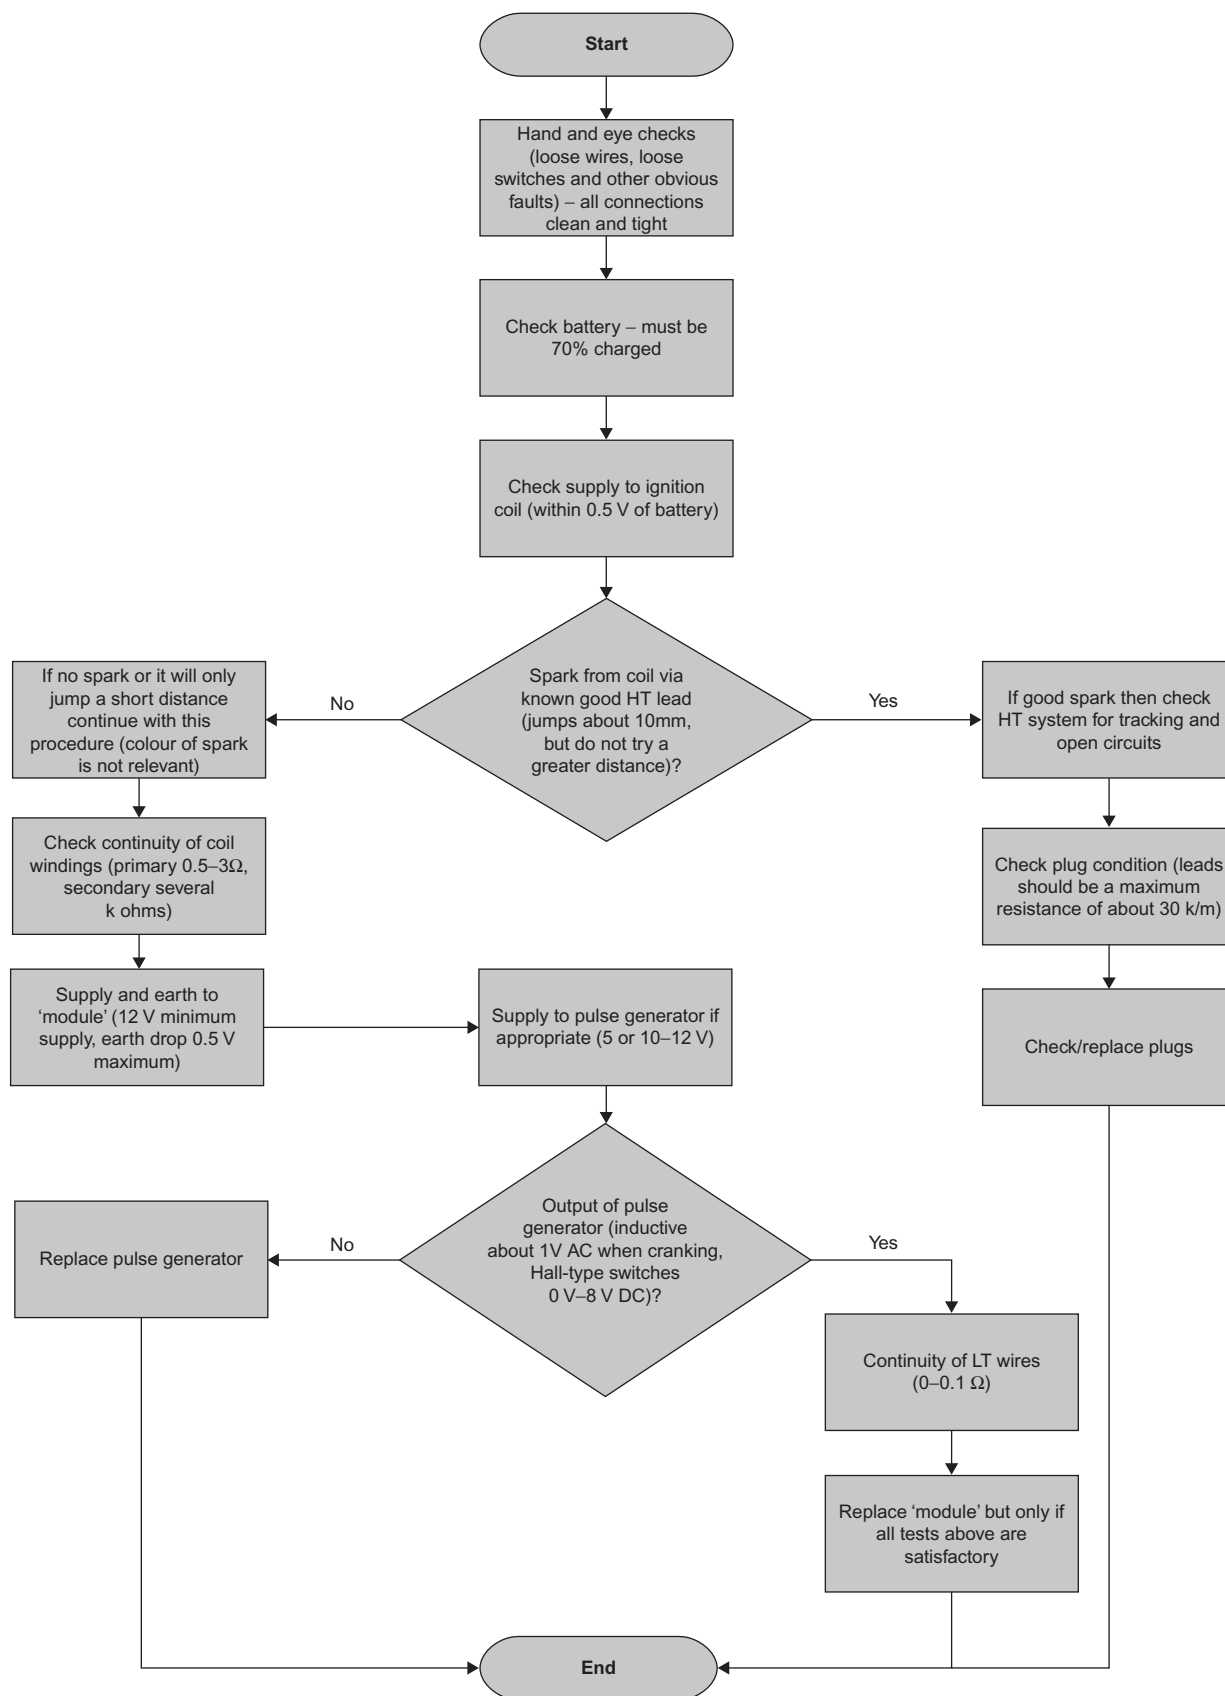 Start
Hand and eye checks
(loose wires, loose
switches and other obvious
faults) – all connections
clean and tight
Check battery – must be
70% charged
Check supply to ignition
coil (within 0.5 V of battery)
Spark from coil via
known good HT lead
(jumps about 10mm,
but do not try a
greater distance)?
No
Yes
If no spark or it will only
jump a short distance
continue with this
procedure (colour of spark
is not relevant)
If good spark then check
HT system for tracking and
open circuits
Check continuity of coil
windings (primary 0.5–3Ω,
secondary several
k ohms)
Check plug condition (leads
should be a maximum
resistance of about 30 k/m)
Supply and earth to
‘module’ (12 V minimum
supply, earth drop 0.5 V
maximum)
Supply to pulse generator if
appropriate (5 or 10–12 V)
Check/replace plugs
Output of pulse
generator (inductive
about 1V AC when cranking,
Hall-type switches
0 V–8 V DC)?
No
Yes
Replace pulse generator
Continuity of LT wires
(0–0.1 Ω)
Replace ‘module’ but only if
all tests above are
satisfactory
End